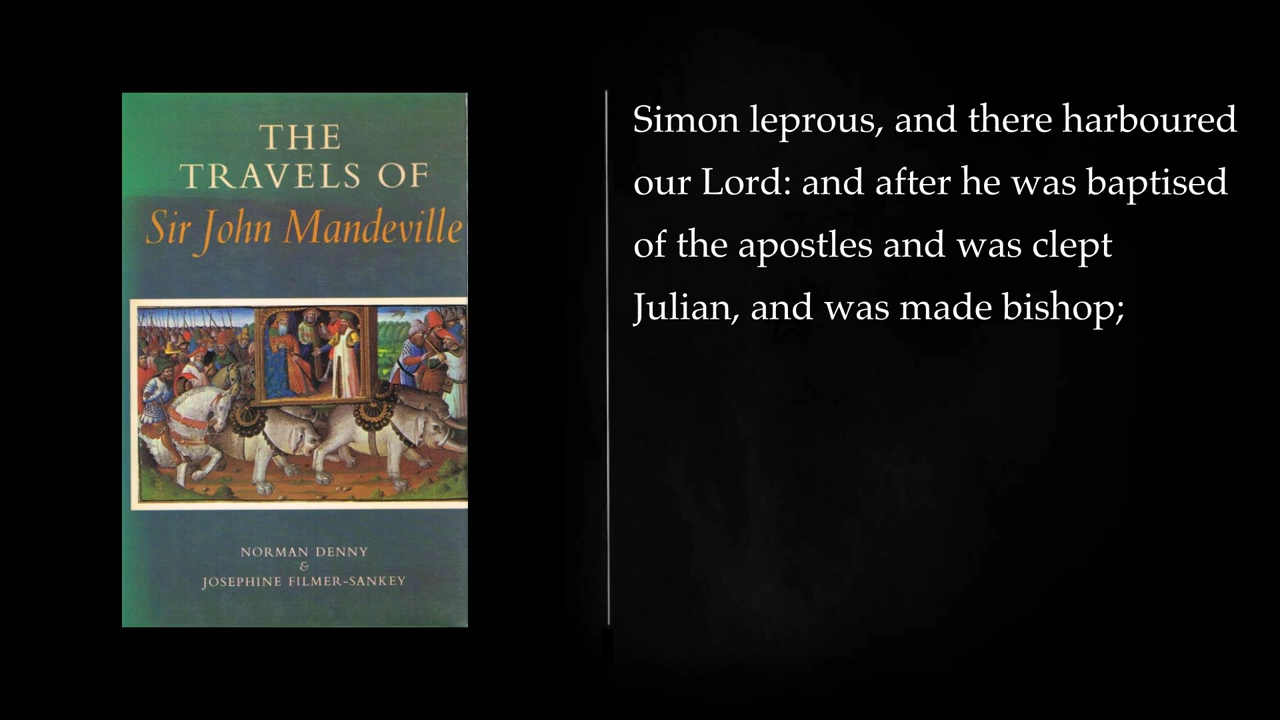 THE
TRAVELS OF
Sir John Mandeville
NORMAN DENNY
&
JOSEPHINE FILMER-SANKEY
Simon leprous, and there harboured
our Lord: and after he was baptised
of the apostles and was clept
Julian, and was made bishop;